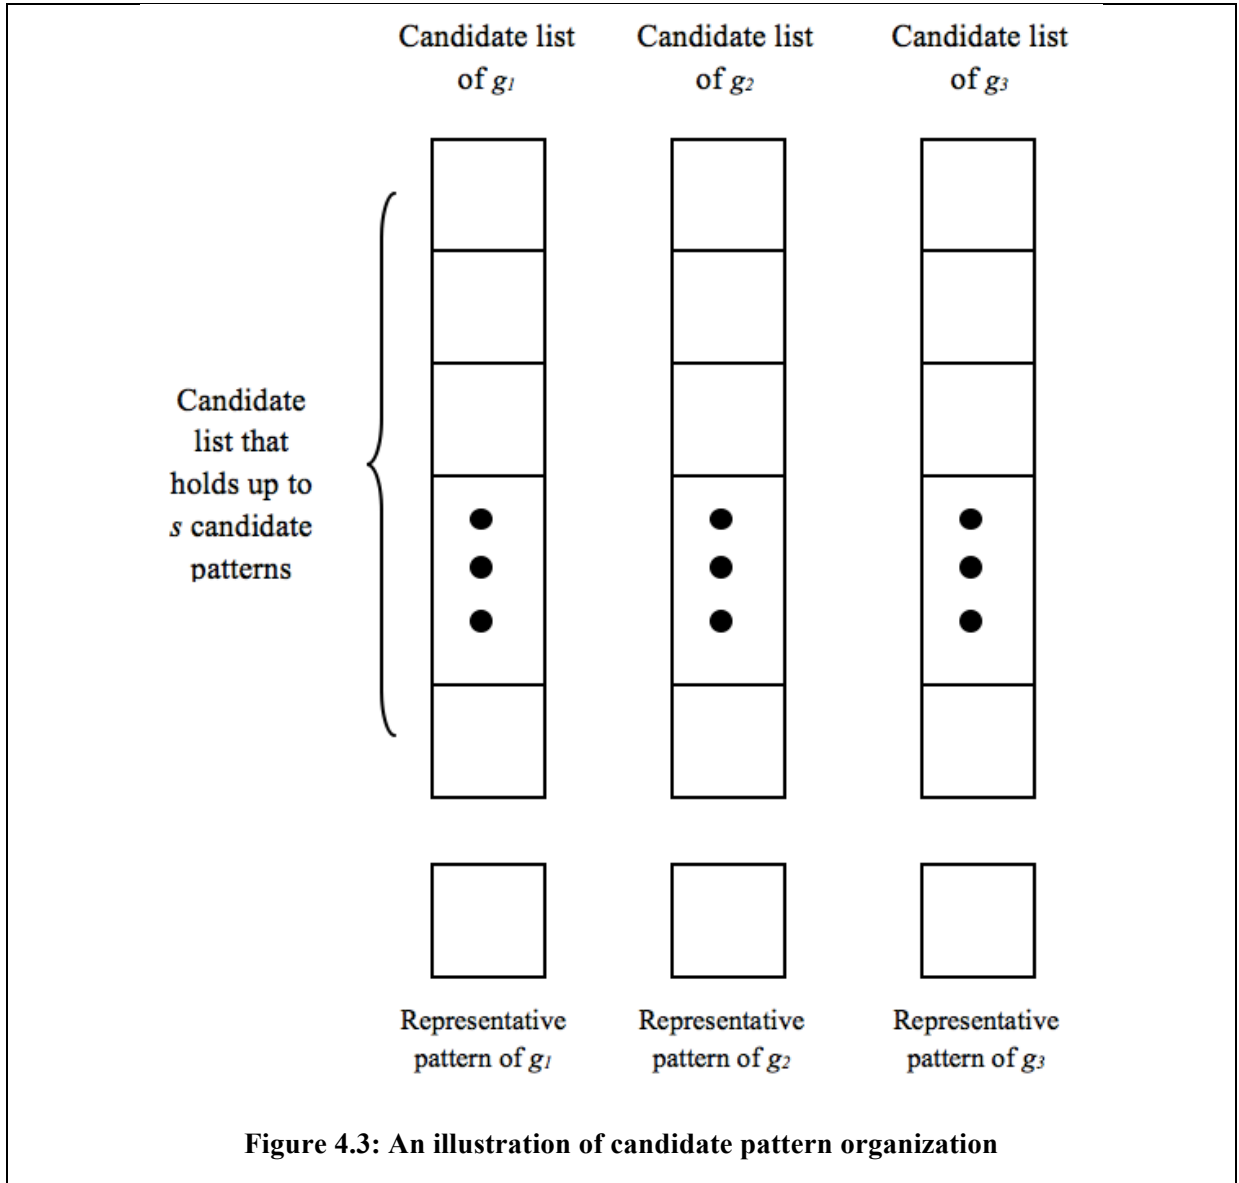 Candidate list
of g1
Candidate list
of g2
Candidate list
of g3
Candidate
list that
holds up to
s candidate
patterns
Representative
pattern of g1
Representative
pattern of g2
Representative
pattern of g3
Figure 4.3: An illustration of candidate pattern organization